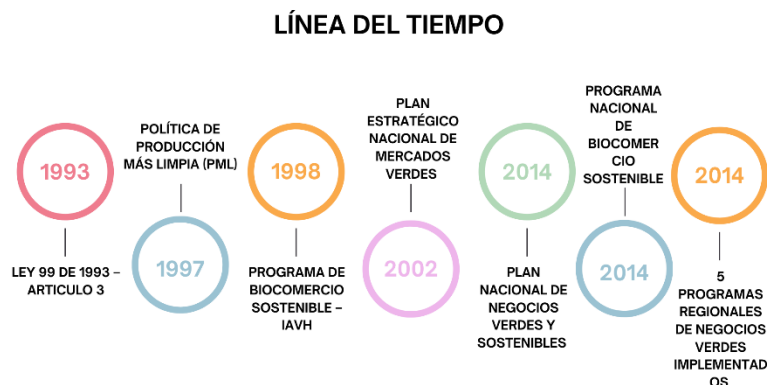 LÍNEA DEL TIEMPO
1993
LEY 99 DE 1993 –
ARTICULO 3
POLÍTICA DE
PRODUCCIÓN
MÁS LIMPIA (PML)
1997
1998
PROGRAMA DE
BIOCOMERCIO
SOSTENIBLE –
IAVH
PLAN
ESTRATÉGICO
NACIONAL DE
MERCADOS
VERDES
2002
2014
PLAN
NACIONAL DE
NEGOCIOS
VERDES Y
SOSTENIBLES
PROGRAMA
NACIONAL
DE
BIOCOMER
CIO
SOSTENIBLE
2014
2014
5
PROGRAMAS
REGIONALES
DE NEGOCIOS
VERDES
IMPLEMENTAD
OS